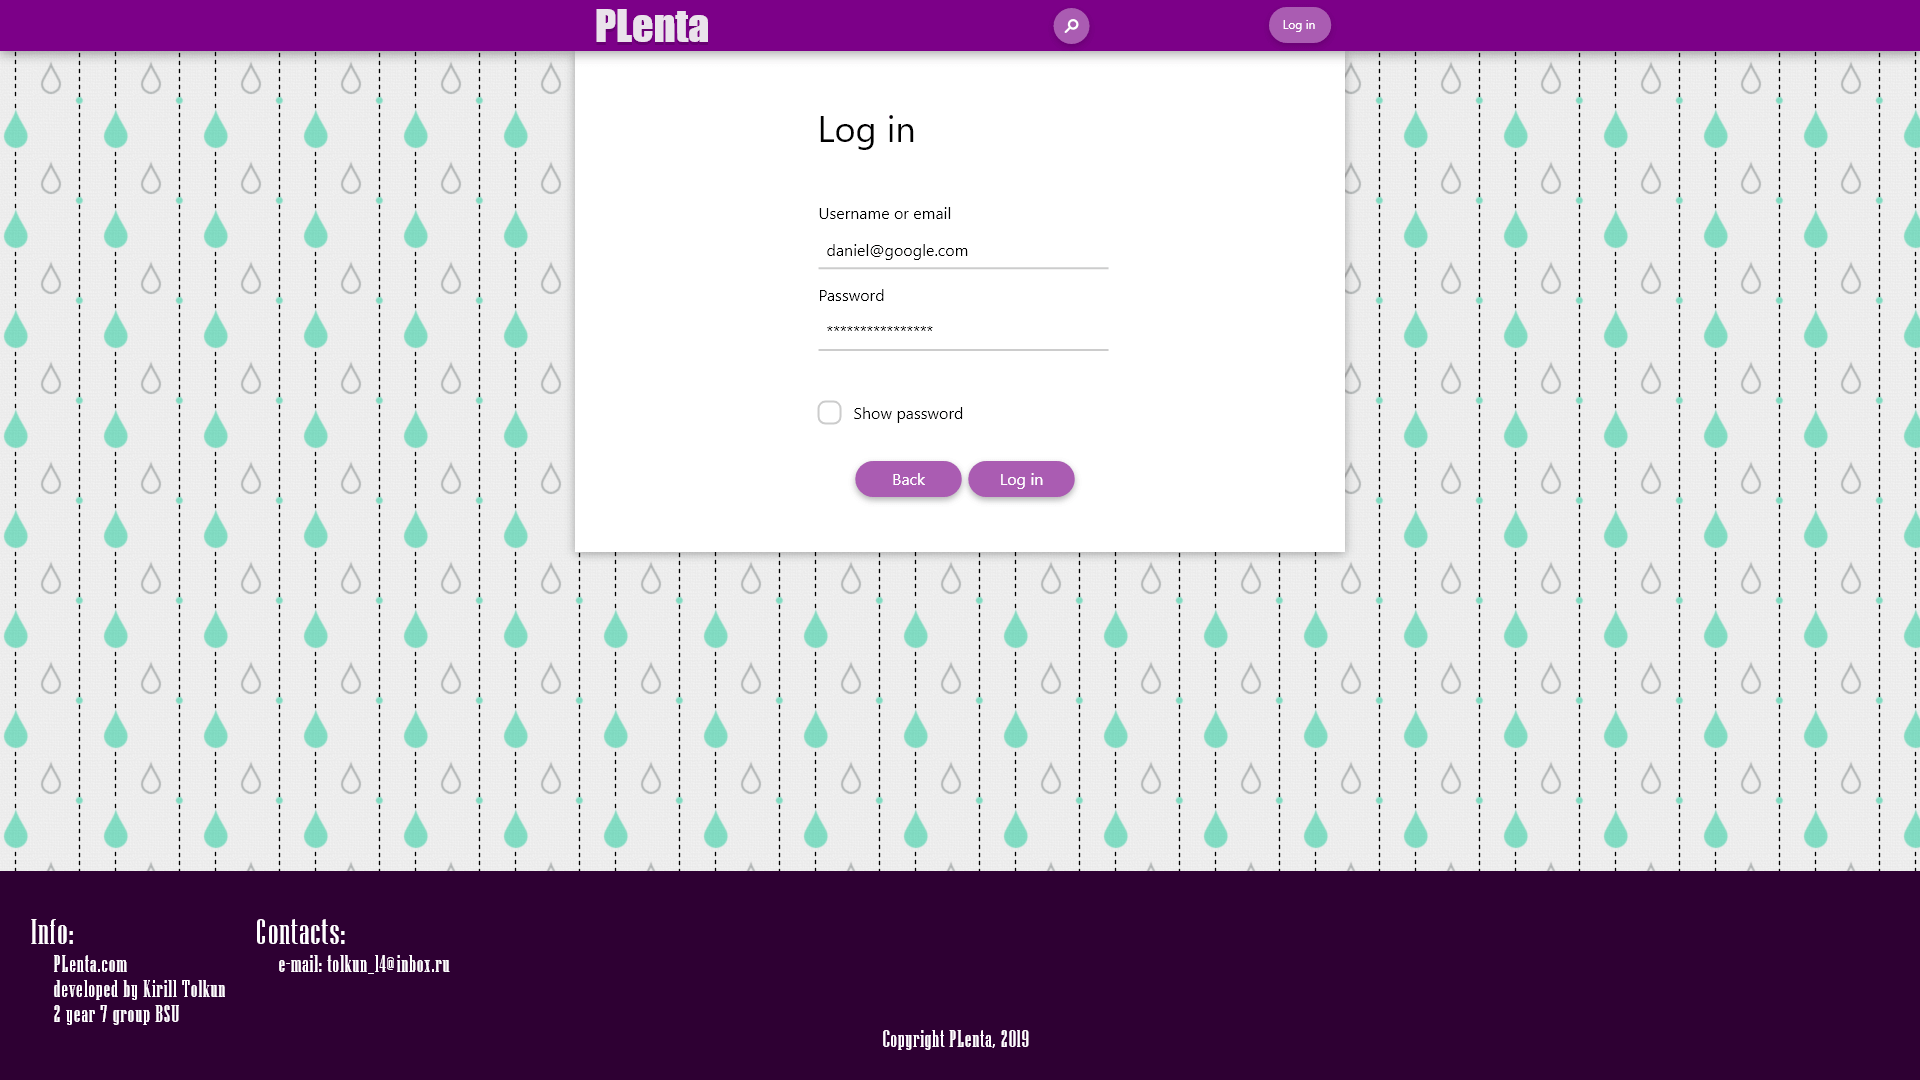 PLenta
Log in
Log in
Username or email
daniel@google.com
Password
****************
Show password
Back
Log in
Info:
PLenta.com
developed by Kirill Tolkun
2 year 7 group BSU
Contacts:
e-mail: tolkun_14@inbox.ru
Copyright PLenta, 2019